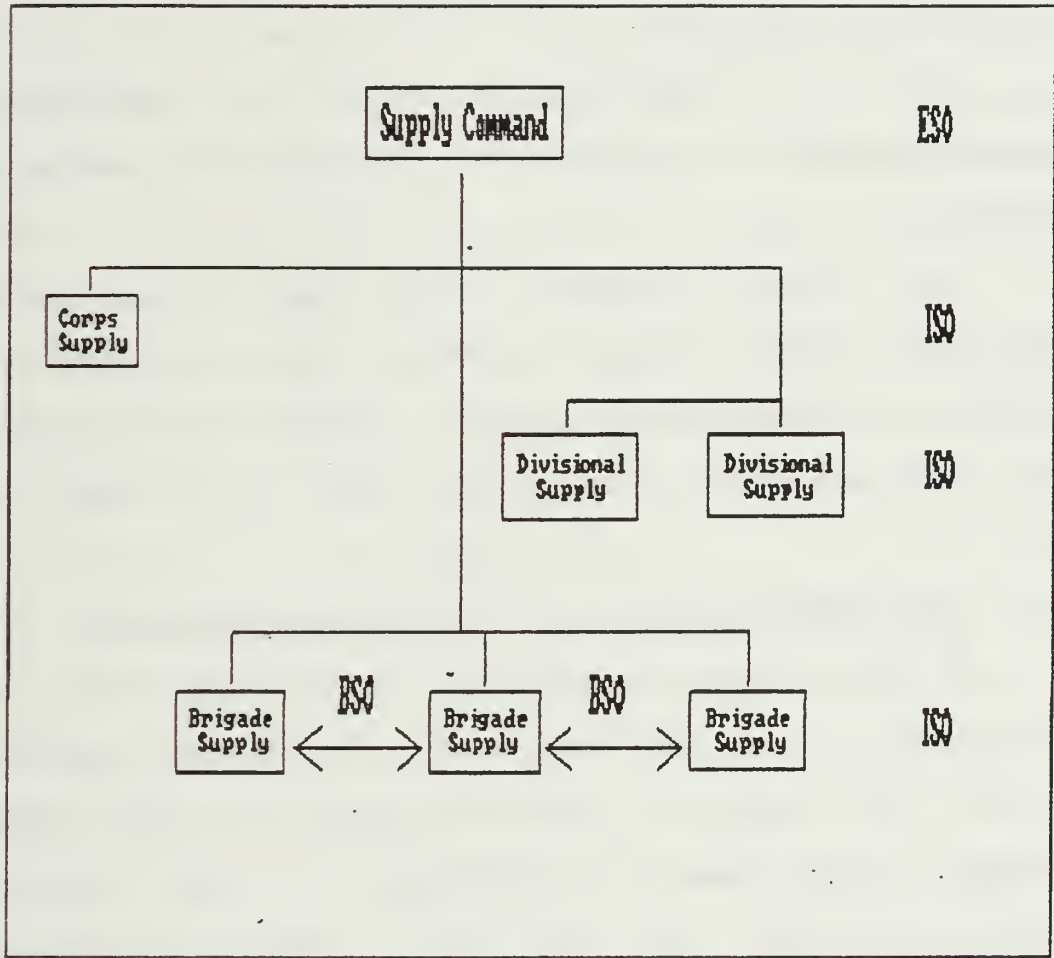 Supply Command
ESO
Corps
Supply
ISO
Divisional
Supply
Divisional
Supply
ISO
BSO
BSO
Brigade
Supply
Brigade
Supply
Brigade
Supply
ISO